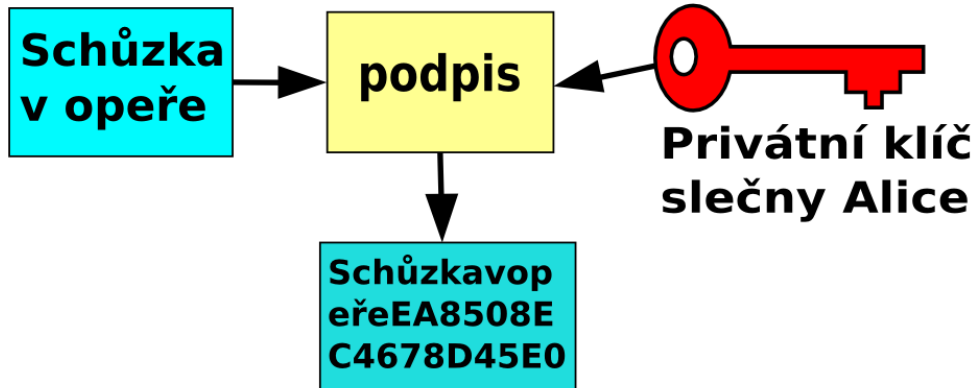 Schůzka
v opeře
podpis
Privátní klíč
slečny Alice
Schůzkavop
eřeEA8508E
C4678D45E0